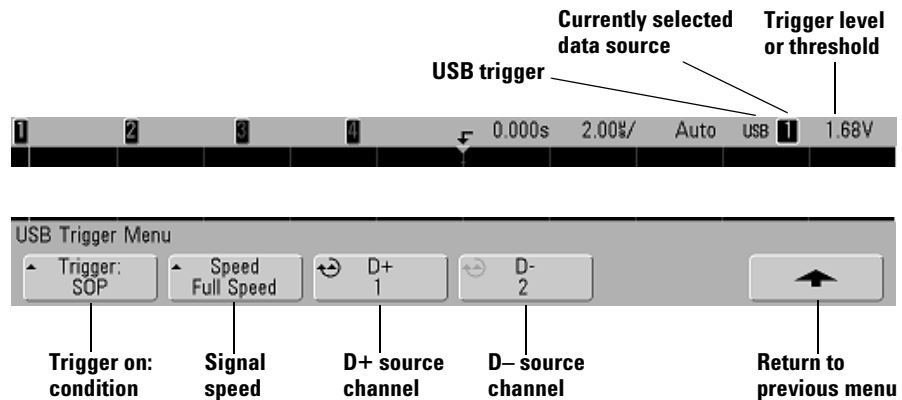 Currently selected
data source
Trigger level
or threshold
USB trigger
1 2 3 4 0.000s 2.00㎲/ Auto USB 1 1.68V
USB Trigger Menu
Trigger:
SOP
Speed
Full Speed
D+
1
D-
2
Trigger on:
condition
Signal
speed
D+ source
channel
D– source
channel
Return to
previous menu